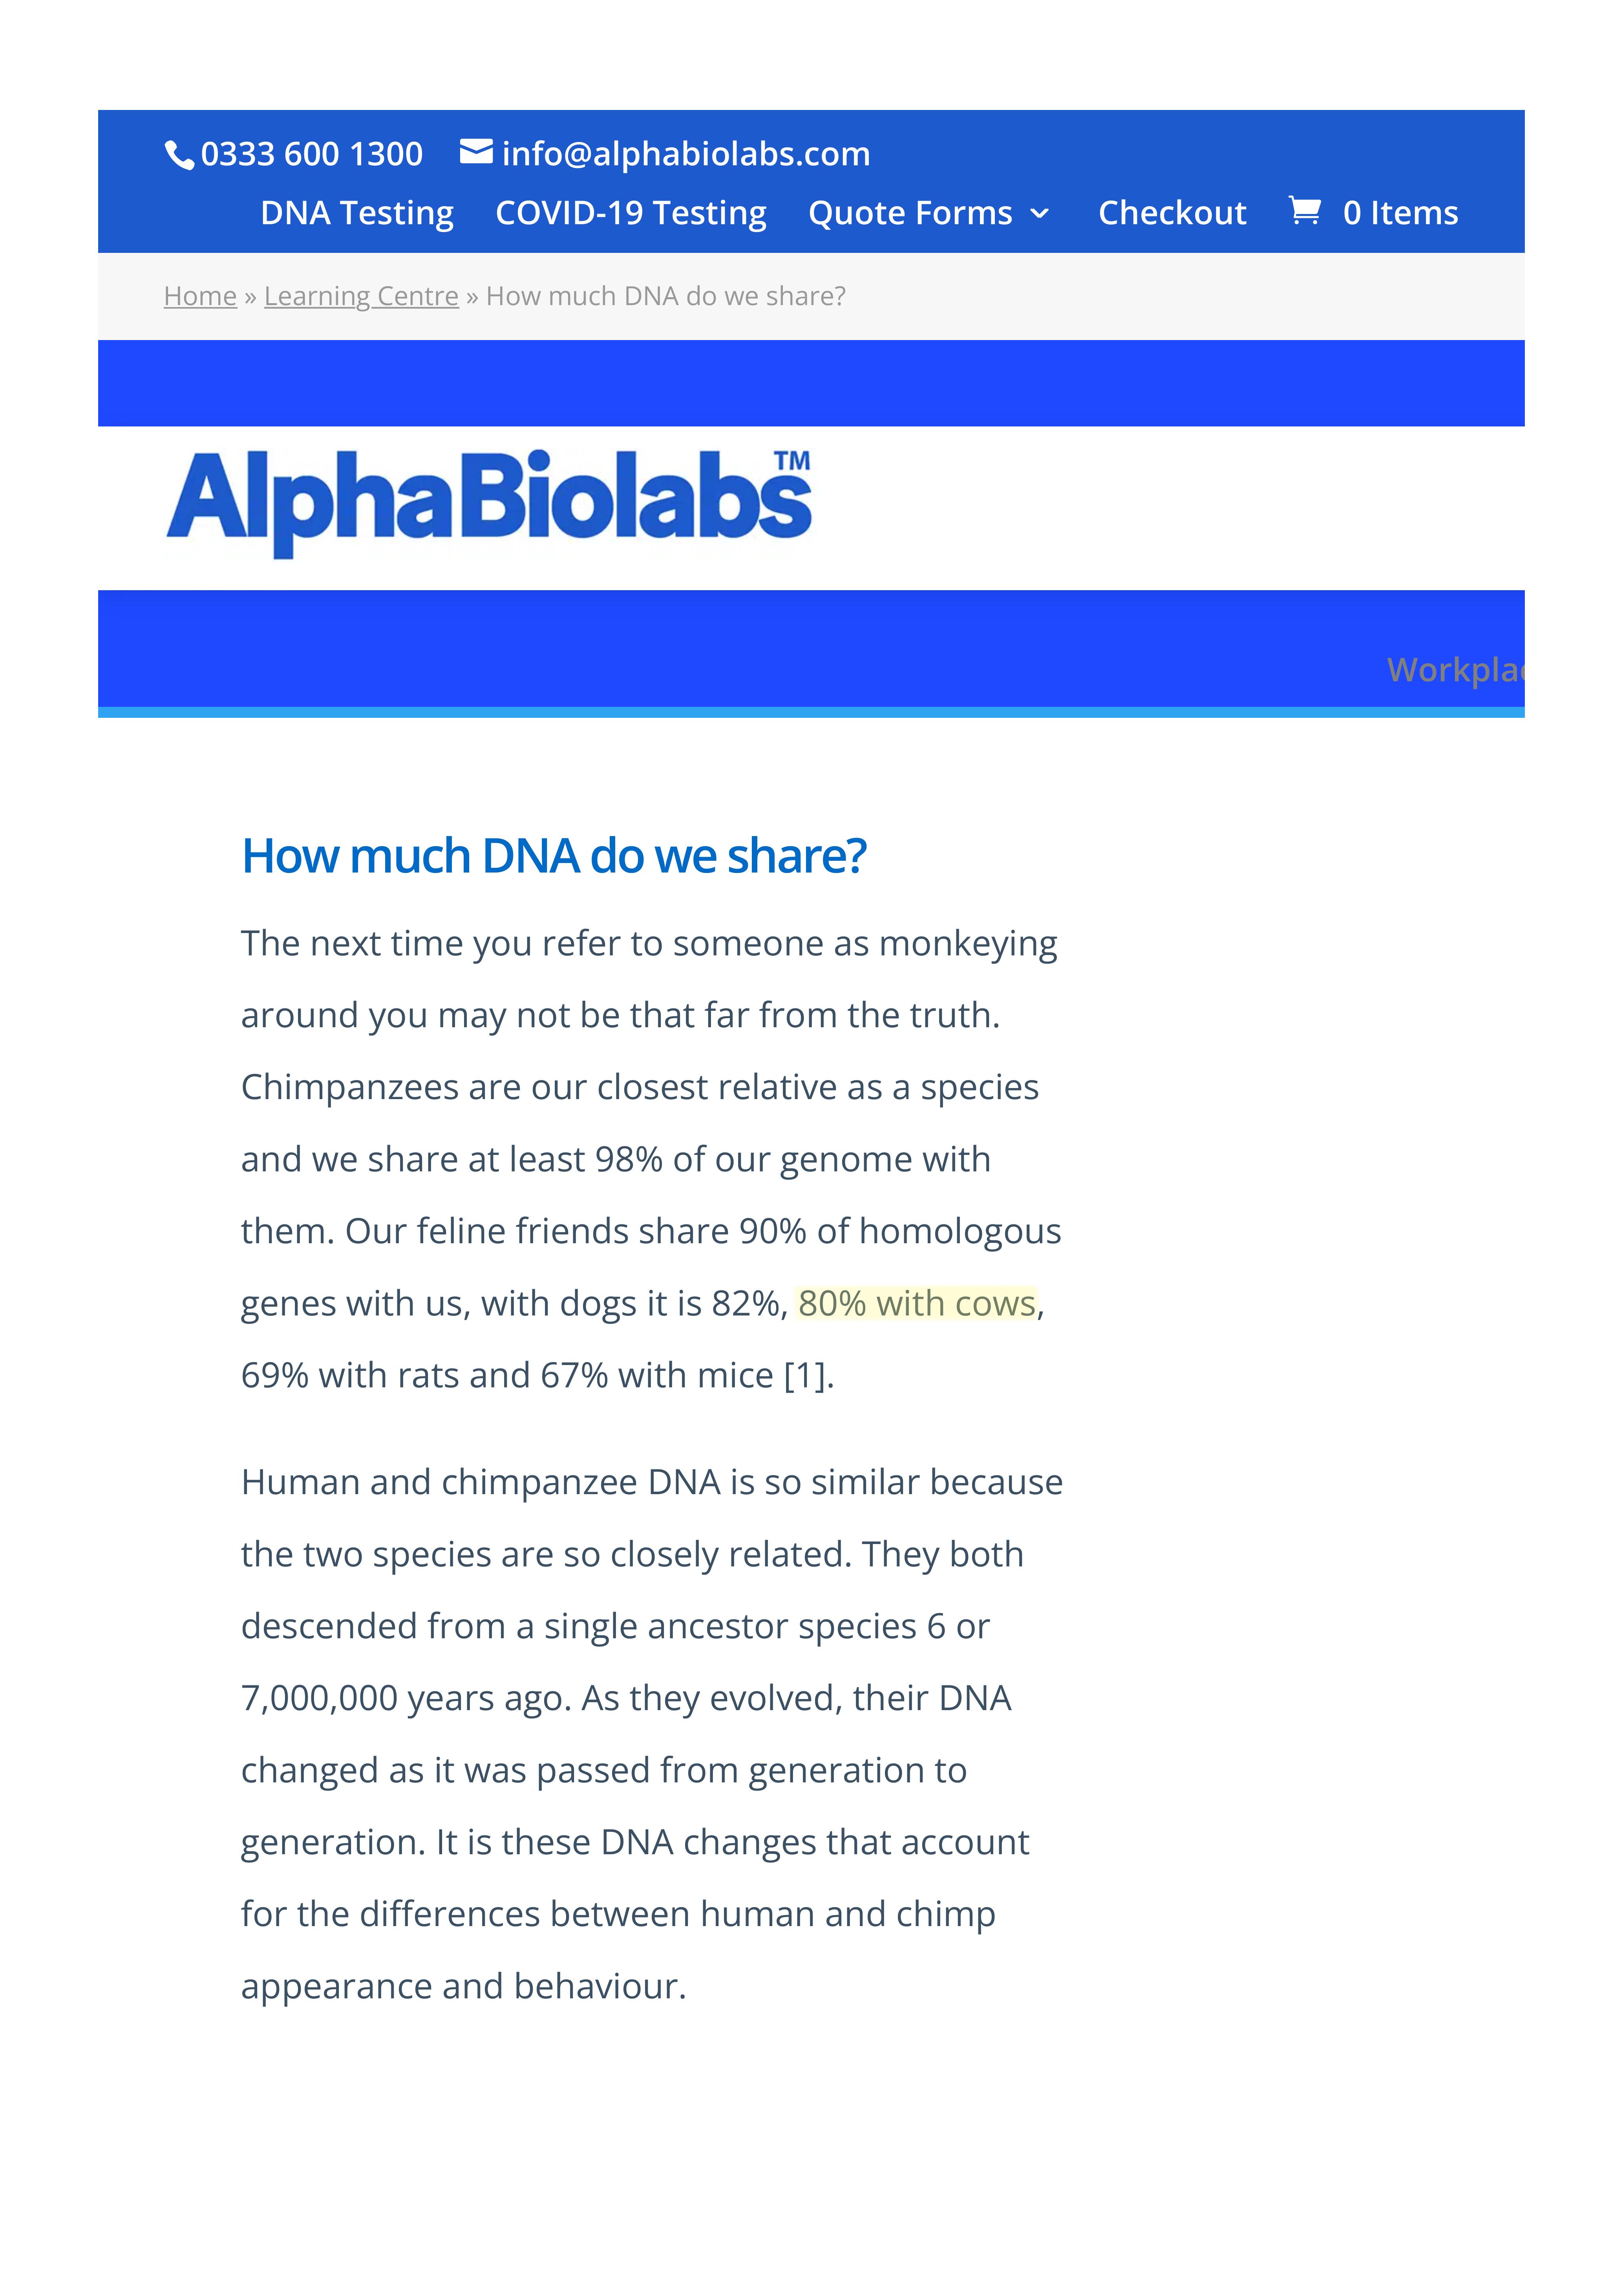 0333 600 1300 info@alphabiolabs.com
DNA Testing COVID-19 Testing Quote Forms Checkout 0 Items
Home » Learning Centre » How much DNA do we share?
AlphaBiolabs™
How much DNA do we share?
The next time you refer to someone as monkeying
around you may not be that far from the truth.
Chimpanzees are our closest relative as a species
and we share at least 98% of our genome with
them. Our feline friends share 90% of homologous
genes with us, with dogs it is 82%, 80% with cows,
69% with rats and 67% with mice [1].
Human and chimpanzee DNA is so similar because
the two species are so closely related. They both
descended from a single ancestor species 6 or
7,000,000 years ago. As they evolved, their DNA
changed as it was passed from generation to
generation. It is these DNA changes that account
for the differences between human and chimp
appearance and behaviour.